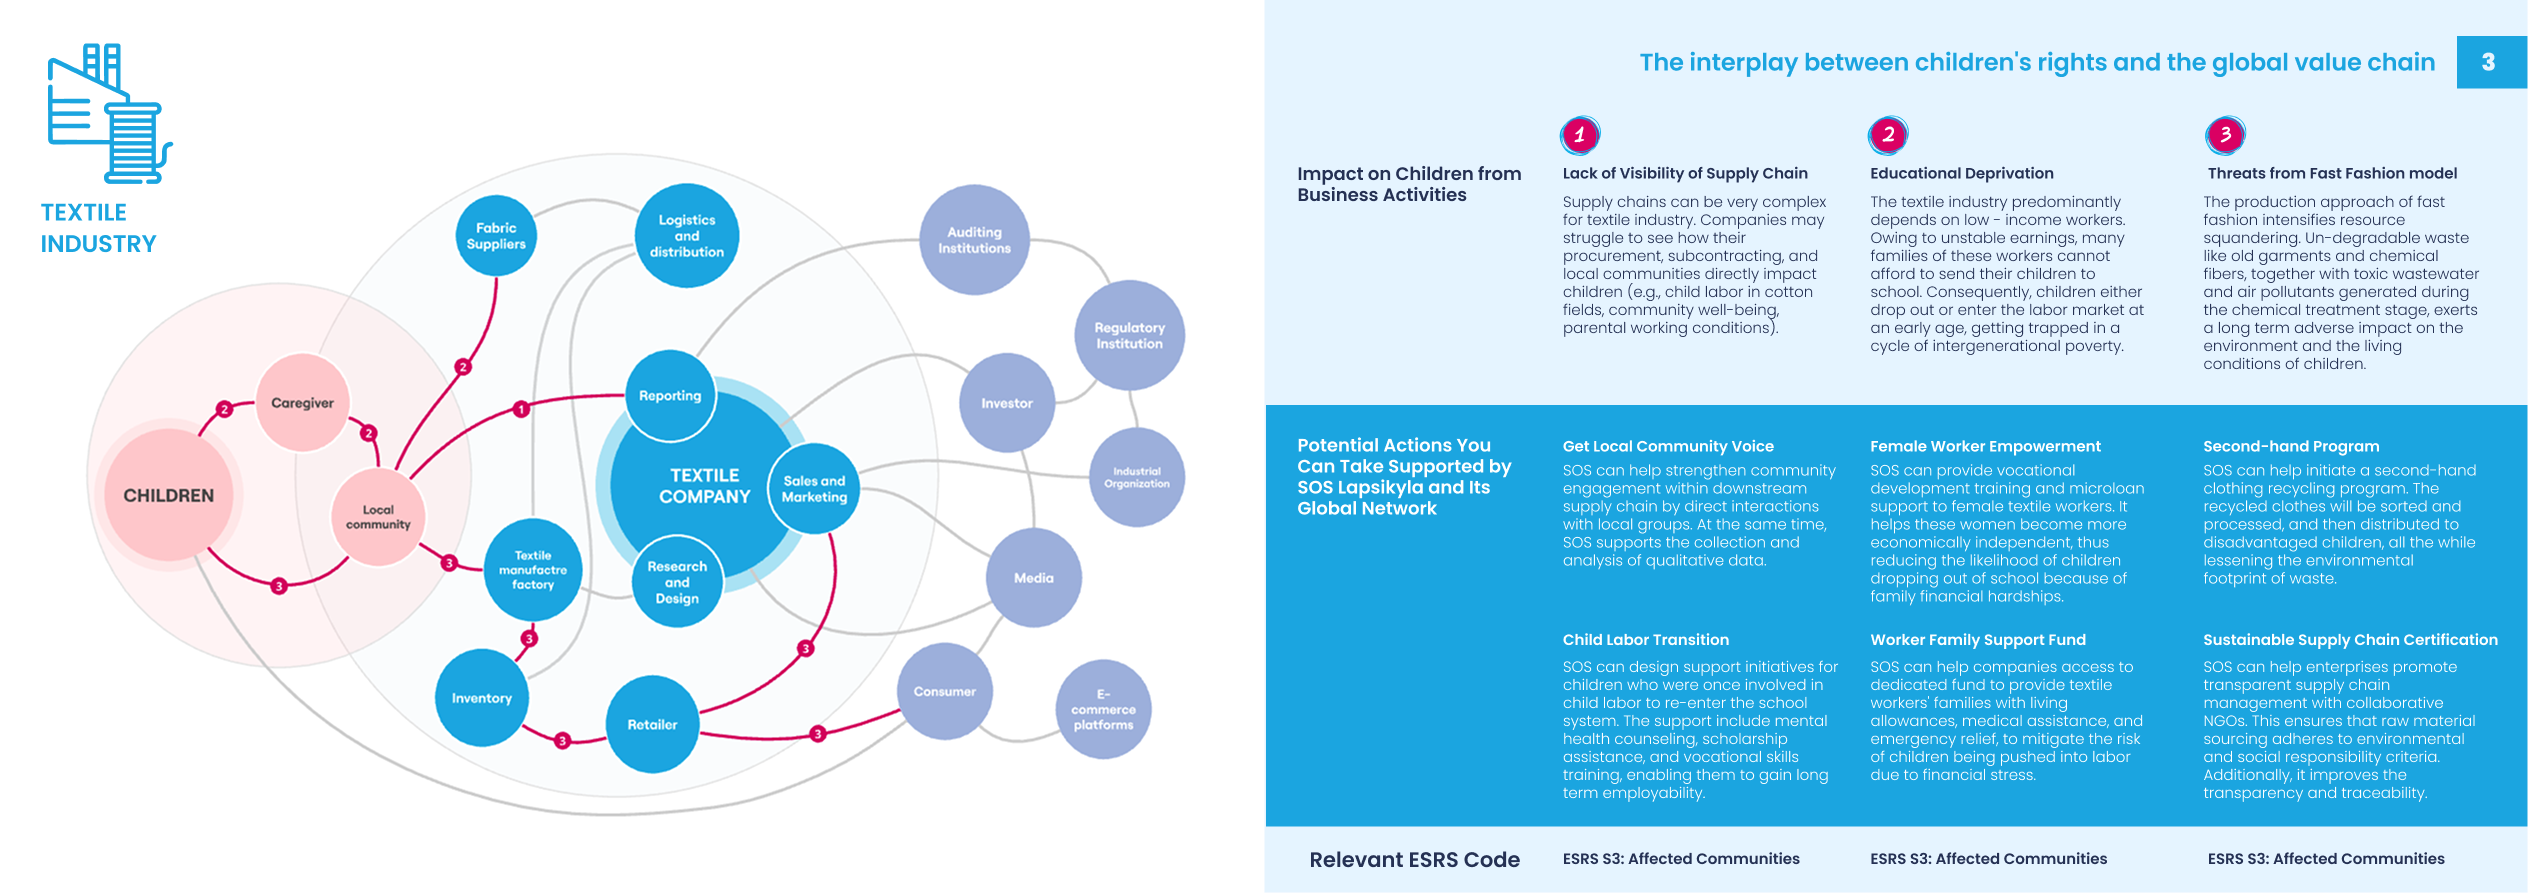 TEXTILE
INDUSTRY
Fabric
Suppliers
Logistics
and
distribution
Auditing
Institutions
Regulatory
Institution
2
Reporting
1
Investor
Caregiver
2
2
CHILDREN
Local
community
TEXTILE
COMPANY
Sales and
Marketing
Industrial
Organization
3
3
Textile
manufactre
factory
Research
and
Design
Media
3
3
Inventory
Retailer
Consumer
E-
commerce
platforms
3
3
The interplay between children's rights and the global value chain
3
Impact on Children from
Business Activities
1
Lack of Visibility of Supply Chain
Supply chains can be very complex
for textile industry. Companies may
struggle to see how their
procurement, subcontracting, and
local communities directly impact
children (e.g., child labor in cotton
fields, community well-being,
parental working conditions).
2
Educational Deprivation
The textile industry predominantly
depends on low - income workers.
Owing to unstable earnings, many
families of these workers cannot
afford to send their children to
school. Consequently, children either
drop out or enter the labor market at
an early age, getting trapped in a
cycle of intergenerational poverty.
3
Threats from Fast Fashion model
The production approach of fast
fashion intensifies resource
squandering. Un-degradable waste
like old garments and chemical
fibers, together with toxic wastewater
and air pollutants generated during
the chemical treatment stage, exerts
a long term adverse impact on the
environment and the living
conditions of children.
Potential Actions You
Can Take Supported by
SOS Lapsikyla and Its
Global Network
Get Local Community Voice
SOS can help strengthen community
engagement within downstream
supply chain by direct interactions
with local groups. At the same time,
SOS supports the collection and
analysis of qualitative data.
Female Worker Empowerment
SOS can provide vocational
development training and microloan
support to female textile workers. It
helps these women become more
economically independent, thus
reducing the likelihood of children
dropping out of school because of
family financial hardships.
Second-hand Program
SOS can help initiate a second-hand
clothing recycling program. The
recycled clothes will be sorted and
processed, and then distributed to
disadvantaged children, all the while
lessening the environmental
footprint of waste.
Child Labor Transition
SOS can design support initiatives for
children who were once involved in
child labor to re-enter the school
system. The support include mental
health counseling, scholarship
assistance, and vocational skills
training, enabling them to gain long
term employability.
Worker Family Support Fund
SOS can help companies access to
dedicated fund to provide textile
workers' families with living
allowances, medical assistance, and
emergency relief, to mitigate the risk
of children being pushed into labor
due to financial stress.
Sustainable Supply Chain Certification
SOS can help enterprises promote
transparent supply chain
management with collaborative
NGOs. This ensures that raw material
sourcing adheres to environmental
and social responsibility criteria.
Additionally, it improves the
transparency and traceability.
Relevant ESRS Code
ESRS S3: Affected Communities
ESRS S3: Affected Communities
ESRS S3: Affected Communities